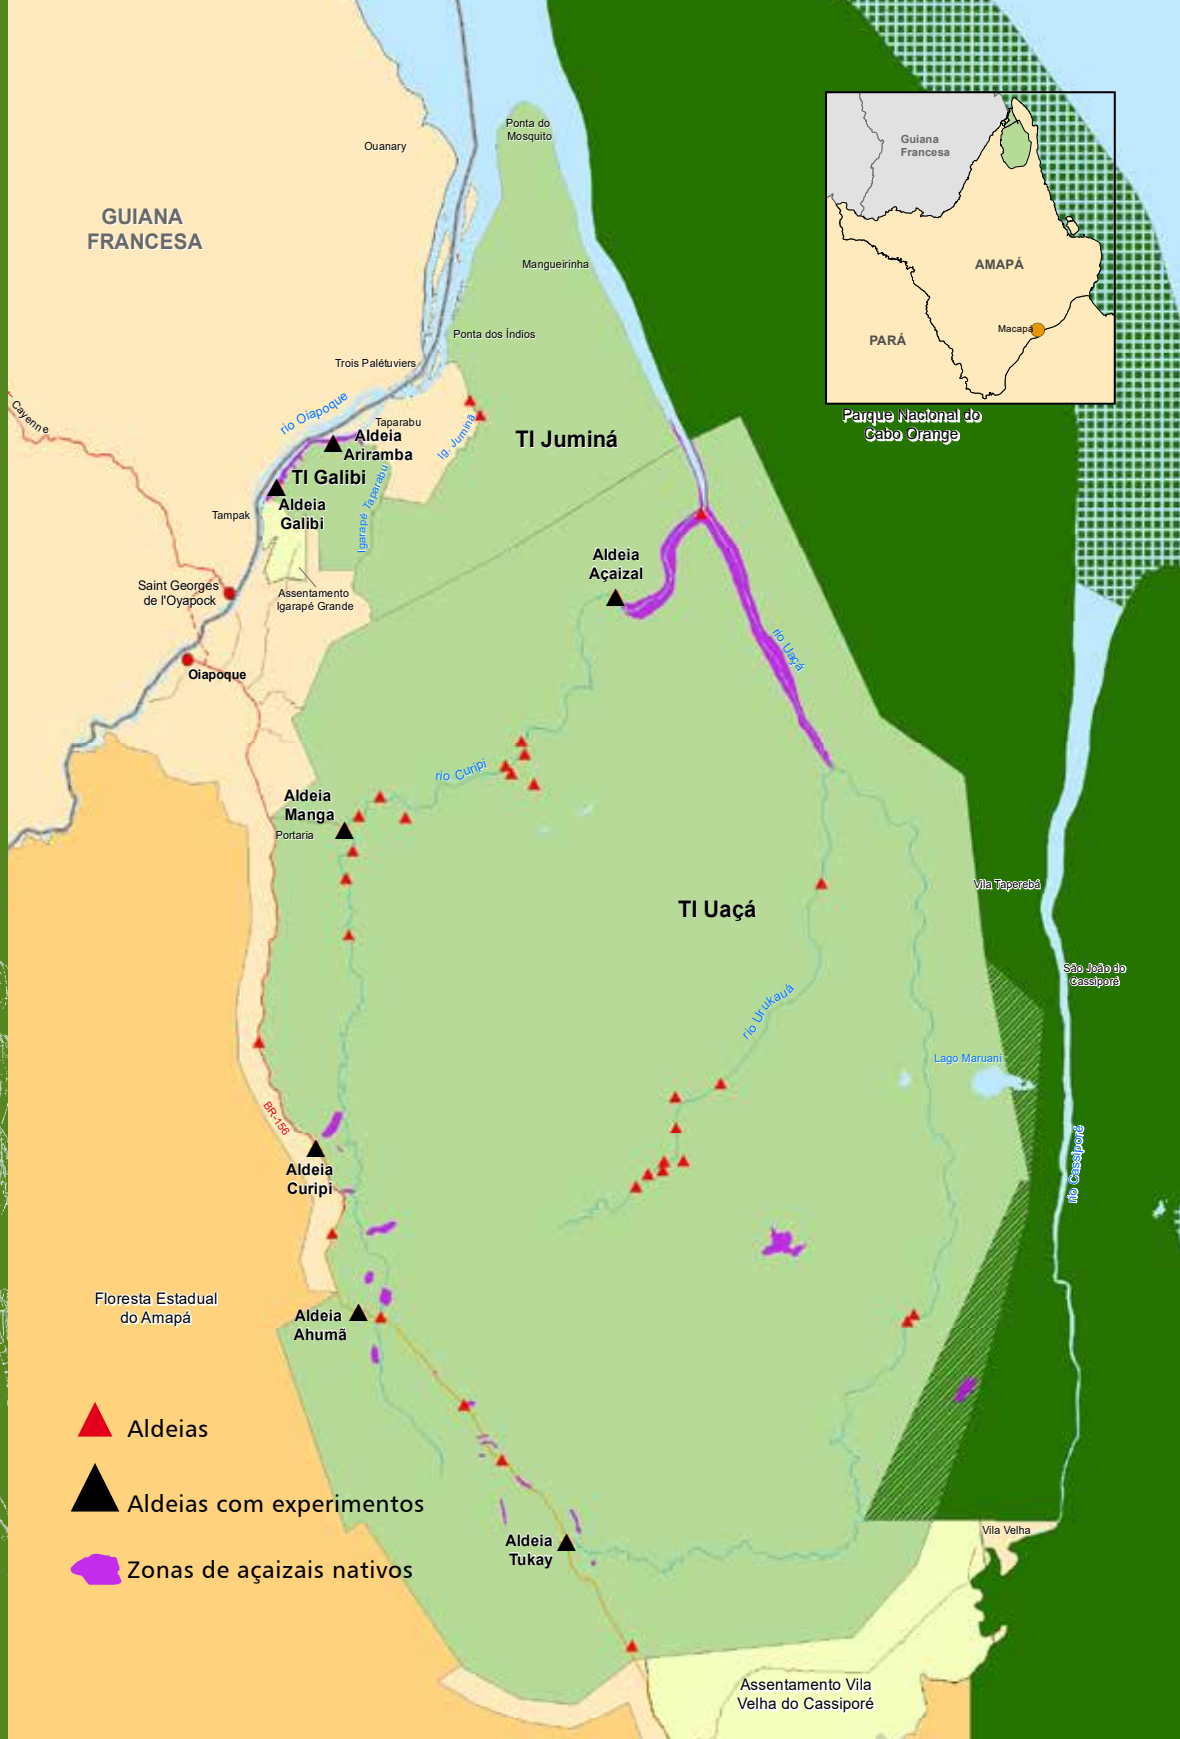 Ponta do
Mosquito
Ouanary
Guiana
Francesa
GUIANA
FRANCESA
Mangueirinha
AMAPÁ
Macapá
PARÁ
Ponta dos Índios
Trois Palétuviers
Cayenne
rio Oiapoque
Taparabu
Ig. Juminã
Parque Nacional do
Cabo Orange
Aldeia
Ariramba
TI Juminá
TI Galibi
Igarapé Taparabu
Aldeia
Galibi
Tampak
Aldeia
Açaizal
Saint Georges
de l'Oyapock
Assentamento
Igarapé Grande
rio Uaçá
Oiapoque
rio Curipi
Aldeia
Manga
Portaria
Vila Taperebá
TI Uaçá
São João do
Cassiporé
rio Urukauá
Lago Maruani
BR-156
rio Cassiporé
Aldeia
Curipi
Floresta Estadual
do Amapá
Aldeia
Ahumã
Aldeias
Aldeias com experimentos
Vila Velha
Aldeia
Tukay
Zonas de açaizais nativos
Assentamento Vila
Velha do Cassiporé